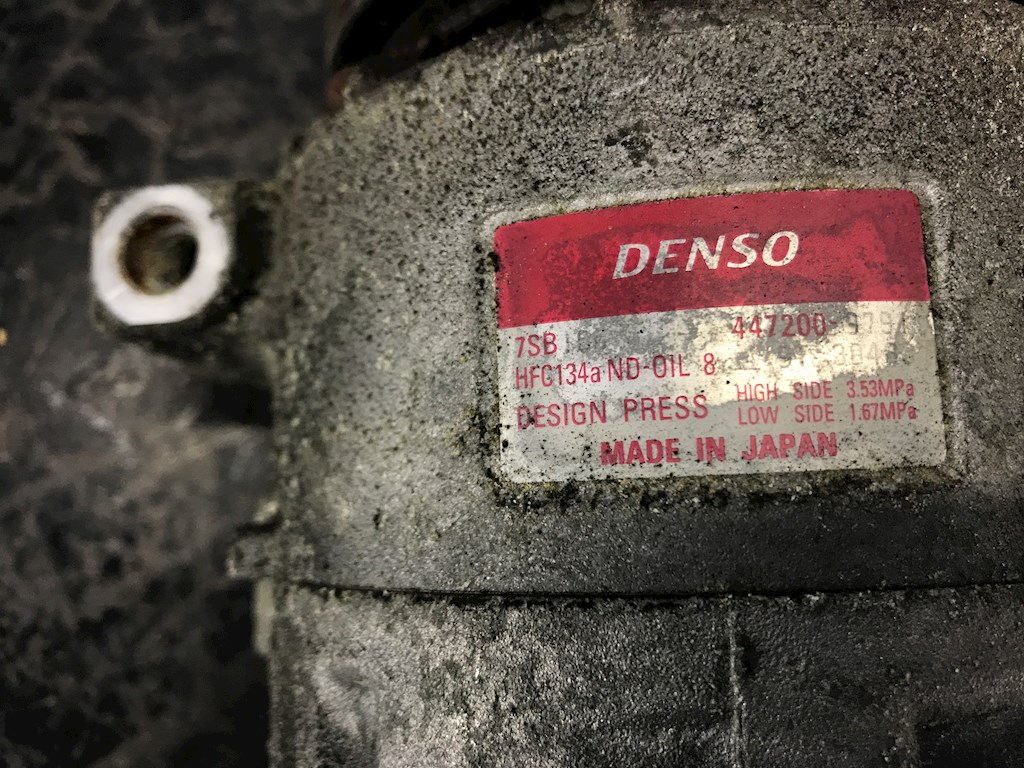 DENSO
7SB 447200-
HFC134a ND-OIL 8
DESIGN PRESS HIGH SIDE 3.53MPa
LOW SIDE 1.67MPa
MADE IN JAPAN